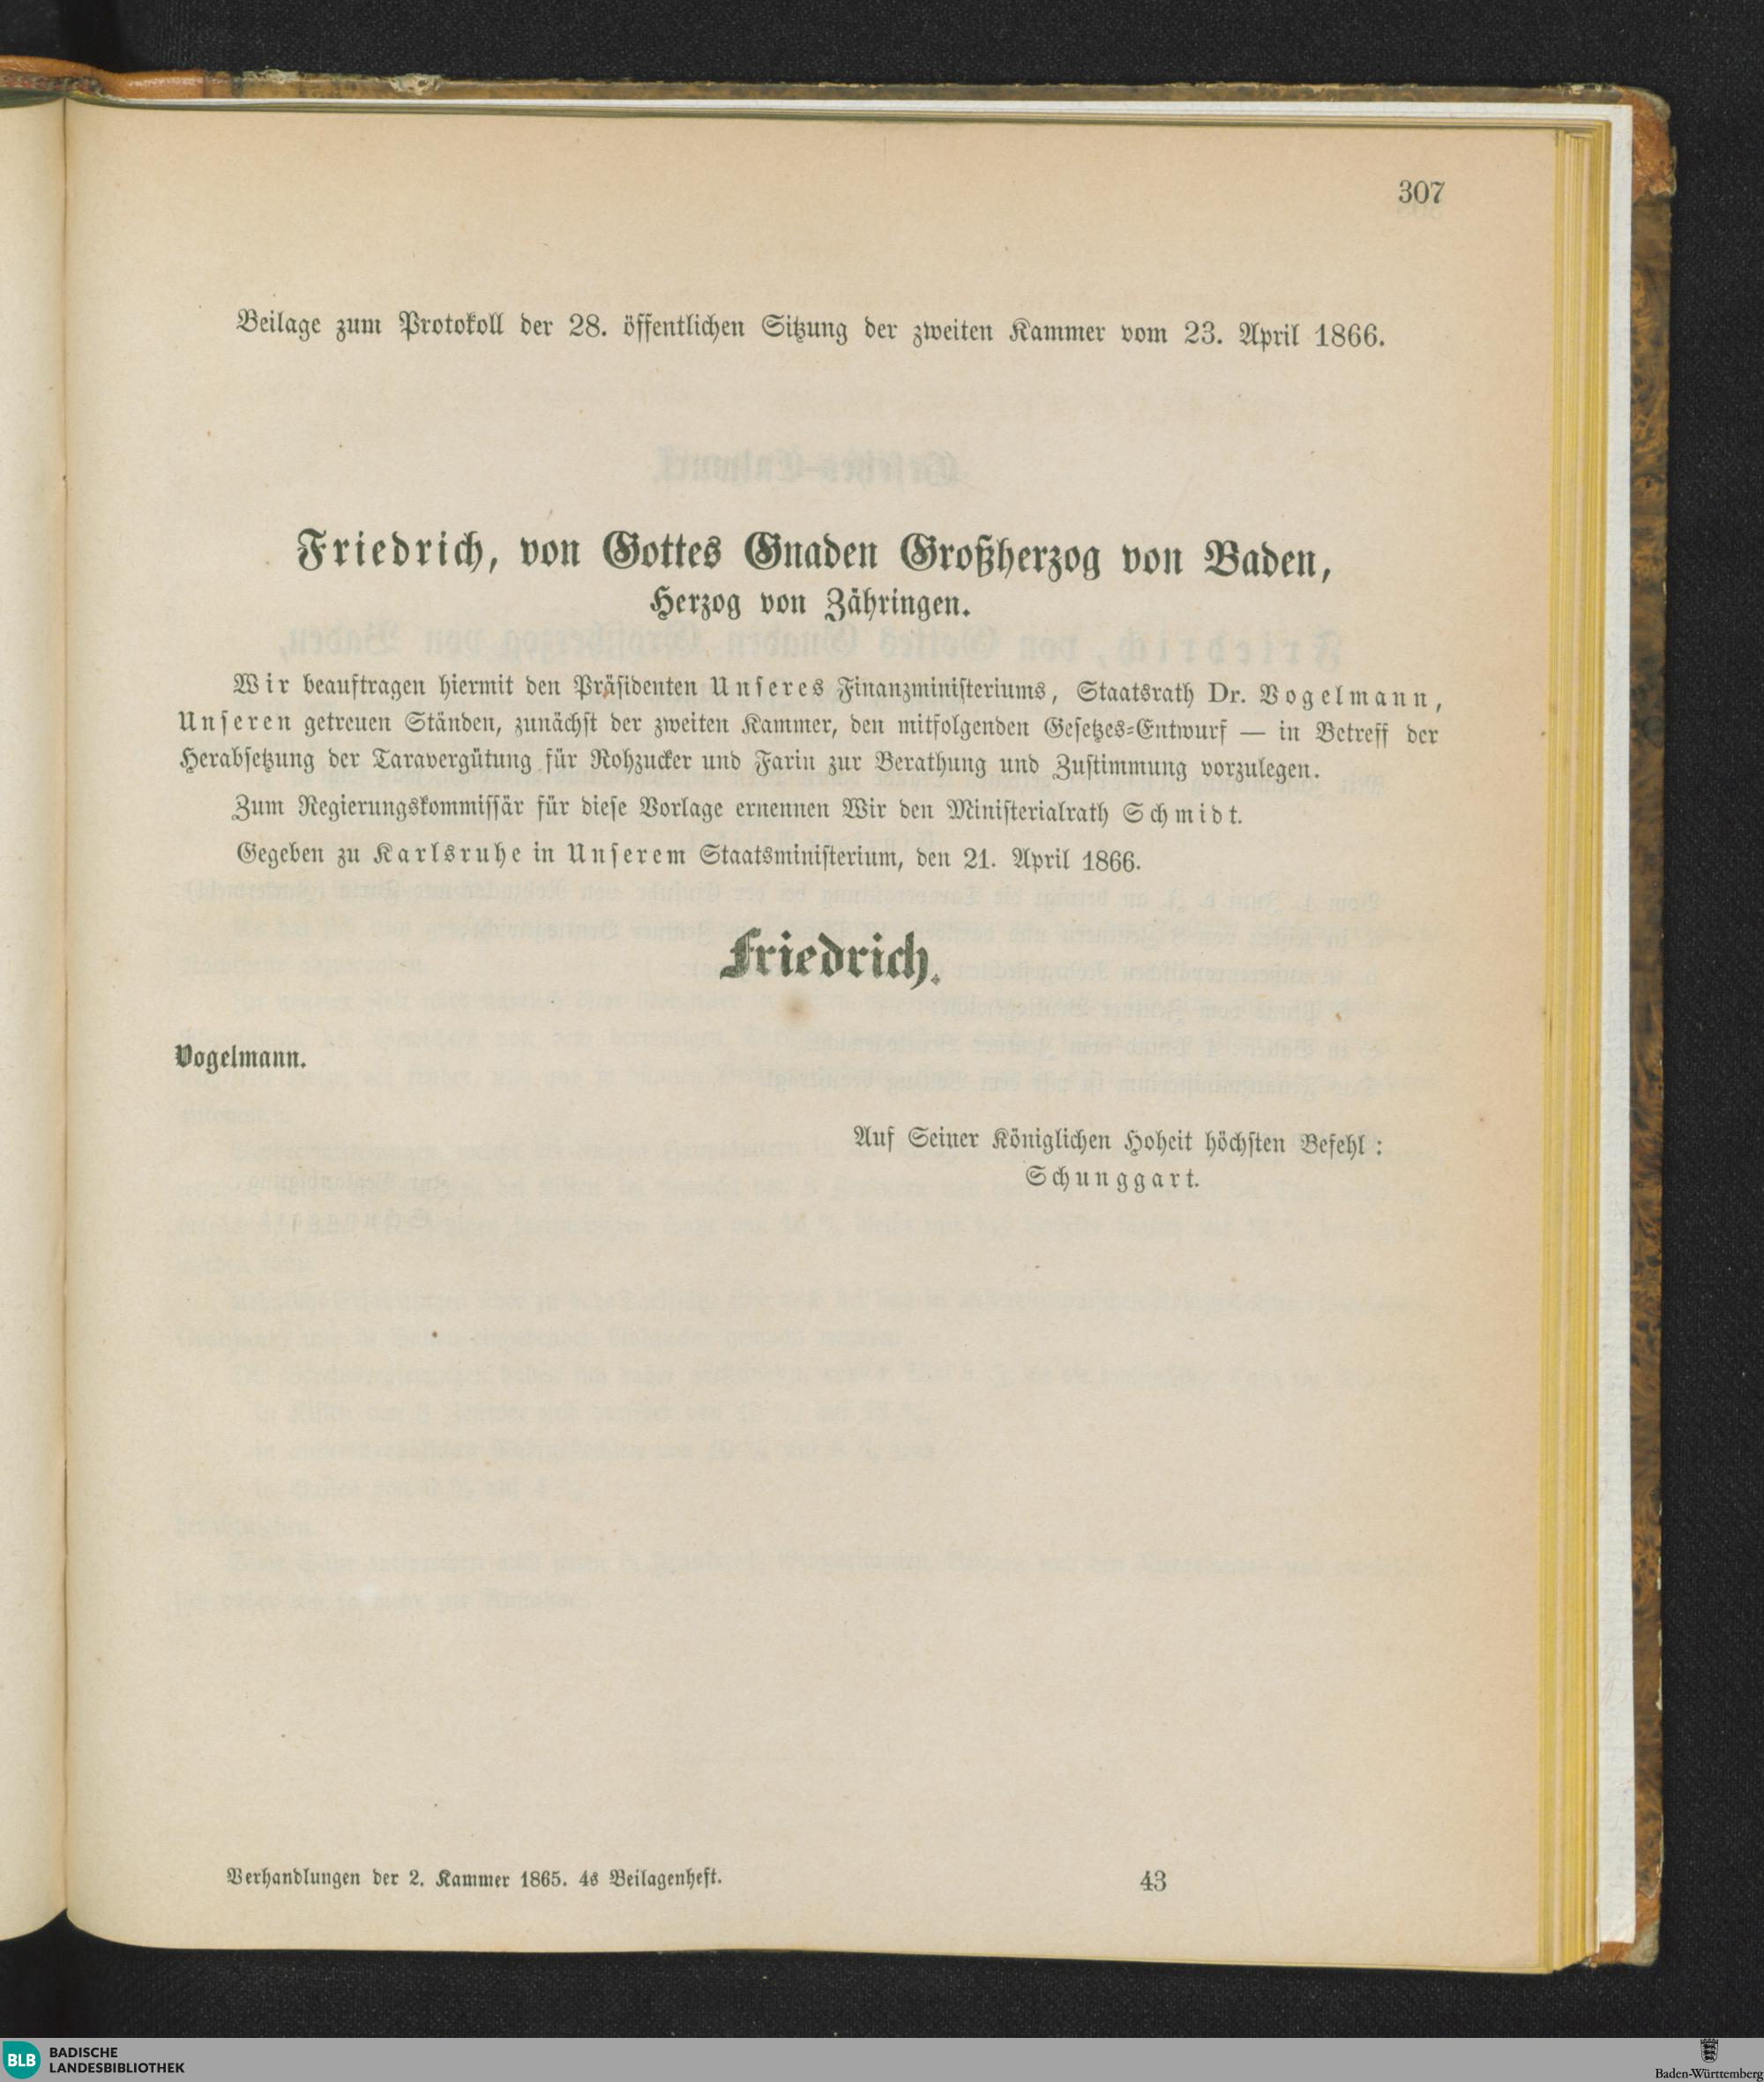 307
Beilage zum Protokoll der 28. öffentlichen Sitzung der zweiten Kammer vom 23. April 1866.
Friedrich, von Gottes Gnaden Großherzog von Baden,
Herzog von Zähringen.
Wir beauftragen hiermit den Präsidenten Unseres Finanzministeriums, Staatsrath Dr. Vogelmann,
Unseren getreuen Ständen, zunächst der zweiten Kammer, den mitfolgenden Gesetzes-Entwurf — in Betreff der
Herabsetzung der Taravergütung für Rohzucker und Farin zur Berathung und Zustimmung vorzulegen.
Zum Regierungskommissär für diese Vorlage ernennen Wir den Ministerialrath Schmidt.
Gegeben zu Karlsruhe in Unserem Staatsministerium, den 21. April 1866.
Friedrich.
Vogelmann.
Auf Seiner Königlichen Hoheit höchsten Befehl:
Schunggart.
Verhandlungen der 2. Kammer 1865. 4s Beilagenheft.
43
BLB BADISCHE
LANDESBIBLIOTHEK
Baden-Württemberg